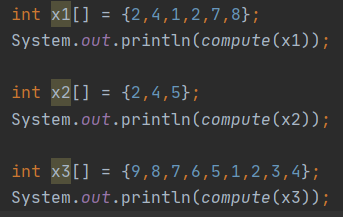 int x1[] = {2,4,1,2,7,8};
System.out.println(compute(x1));
int x2[] = {2,4,5};
System.out.println(compute(x2));
int x3[] = {9,8,7,6,5,1,2,3,4};
System.out.println(compute(x3));